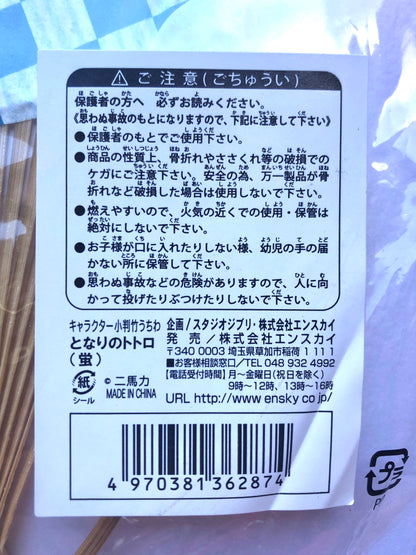 ⚠ ご注意(ごちゅうい)
保護者の方へ 必ずお読みください。
《思わぬ事故のもとになりますので、下記に注意して下さい》
●保護者のもとでご使用下さい。
●商品の性質上、骨折れやささくれ等の破損での
ケガにご注意下さい。安全の為、万一製品が骨
折れなど破損した場合は使用しないで下さい。
●燃えやすいので、火気の近くでの使用・保管は
絶対にしないで下さい。
●お子様が口に入れたりしない様、幼児の手の届
かない所に保管して下さい。
●思わぬ事故などの危険がありますので、人に向
かって投げたりぶつけたりしないで下さい。
キャラクター小判竹うちわ
となりのトトロ
(蛍)
紙
シール
© 二馬力
MADE IN CHINA
企画/スタジオジブリ・株式会社エンスカイ
発売/株式会社エンスカイ
〒340 0003 埼玉県草加市稲荷1111
■お客様相談窓口/TEL 048 932 4992
【電話受付時間】月〜金曜日(祝日を除く)
9時〜12時、13時〜16時
URL http://www.ensky.co.jp/
4 970381 362874